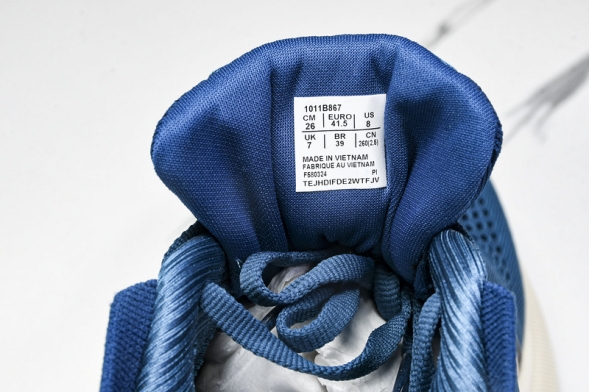 1011B867
CM EURO US
26 41.5 8
UK BR CN
7 39 260(2.5)
MADE IN VIETNAM
FABRIQUÉ AU VIETNAM
F580324 PI
TEJHDIFDE2WTFJV